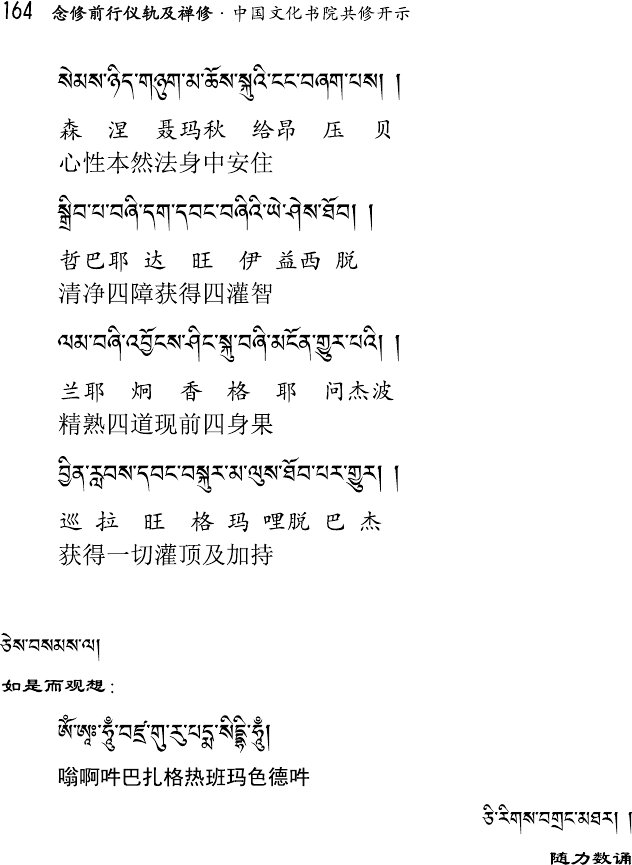 164 念修前行仪轨及禅修·中国文化书院共修开示
སེམས་ཉིད་གཉུག་མ་ཆོས་སྐུའི་ངང་བཞག་པས། །
森 涅 聂玛秋 给昂 压 贝
心性本然法身中安住
སྒྲིབ་པ་བཞི་དག་དབང་བཞིའི་ཡེ་ཤེས་ཐོབ། །
哲巴耶 达 旺 伊 益西 脱
清净四障获得四灌智
ལམ་བཞི་འབྱོངས་ཤིང་སྐུ་བཞི་མངོན་གྱུར་པའི། །
兰耶 炯 香 格 耶 问杰波
精熟四道现前四身果
བྱིན་རླབས་དབང་བསྐུར་མ་ལུས་ཐོབ་པར་གྱུར། །
巡 拉 旺 格 玛 哩脱 巴 杰
获得一切灌顶及加持
ཅེས་བསམས་ལ།
如是而观想：
ༀ་ཨཱཿ་ཧཱུྃ་བཛྲ་གུ་རུ་པདྨ་སིདྡྷི་ཧཱུྃ།
嗡啊吽巴扎格热班玛色德吽
ཅི་རིགས་བགྲང་མཐར། །
随力数诵